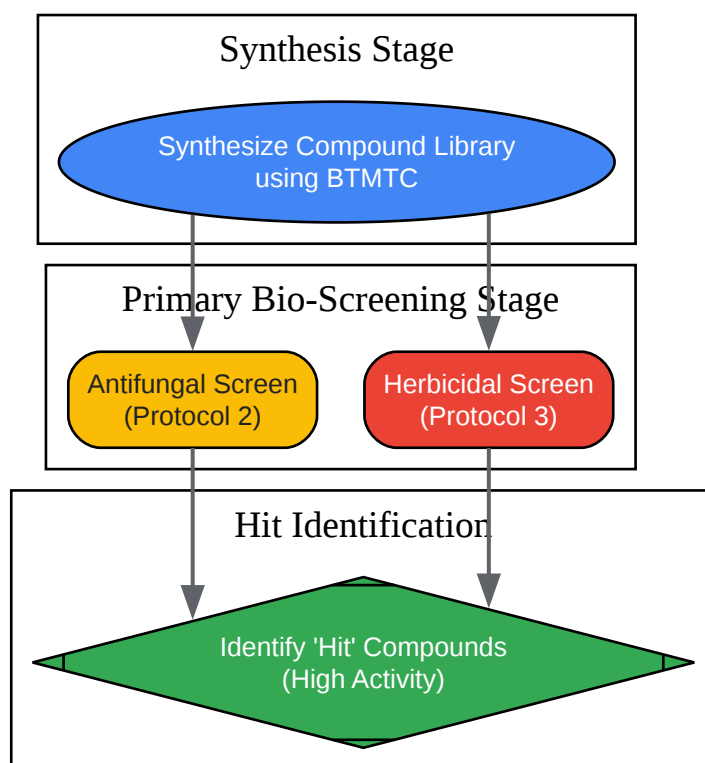 Synthesis Stage
Synthesize Compound Library
using BTMTC
Primary Bio-Screening Stage
Antifungal Screen
(Protocol 2)
Herbicidal Screen
(Protocol 3)
Hit Identification
Identify 'Hit' Compounds
(High Activity)